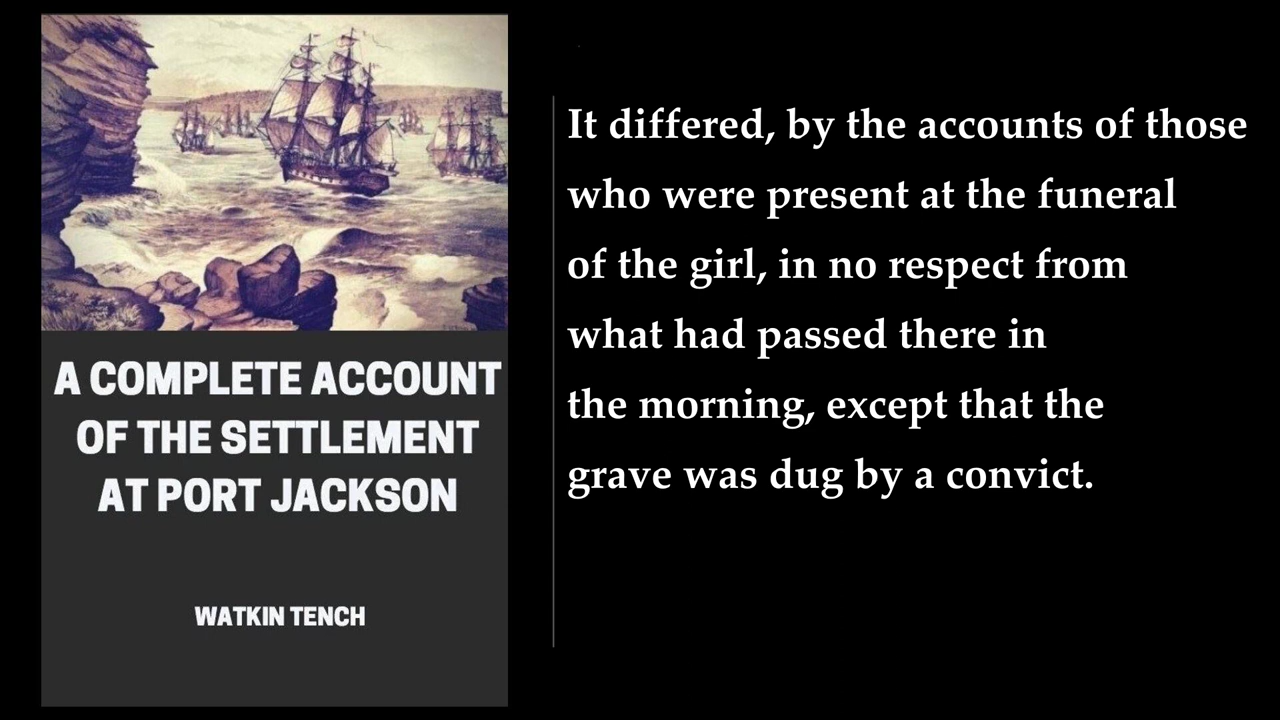 A COMPLETE ACCOUNT
OF THE SETTLEMENT
AT PORT JACKSON
WATKIN TENCH
It differed, by the accounts of those
who were present at the funeral
of the girl, in no respect from
what had passed there in
the morning, except that the
grave was dug by a convict.